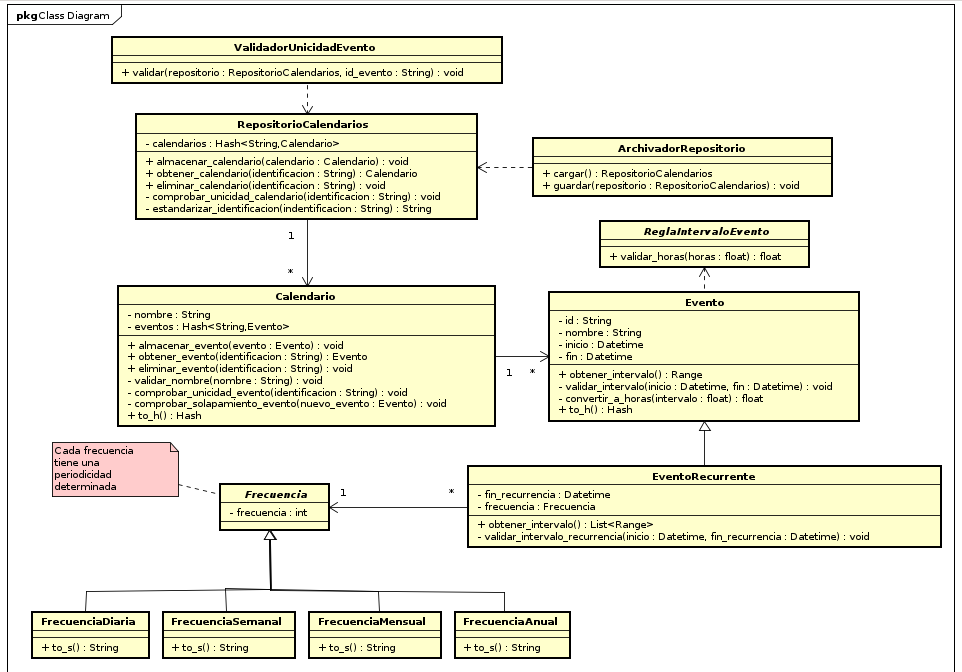 pkg Class Diagram
ValidadorUnicidadEvento
+ validar(repositorio : RepositorioCalendarios, id_evento : String) : void
RepositorioCalendarios
- calendarios : Hash<String,Calendario>
+ almacenar_calendario(calendario : Calendario) : void
+ obtener_calendario(identificacion : String) : Calendario
+ eliminar_calendario(identificacion : String) : void
- comprobar_unicidad_calendario(identificacion : String) : void
- estandarizar_identificacion(indentificacion : String) : String
ArchivadorRepositorio
+ cargar() : RepositorioCalendarios
+ guardar(repositorio : RepositorioCalendarios) : void
ReglaIntervaloEvento
+ validar_horas(horas : float) : float
1
*
Calendario
- nombre : String
- eventos : Hash<String,Evento>
+ almacenar_evento(evento : Evento) : void
+ obtener_evento(identificacion : String) : Evento
+ eliminar_evento(identificacion : String) : void
- validar_nombre(nombre : String) : void
- comprobar_unicidad_evento(identificacion : String) : void
- comprobar_solapamiento_evento(nuevo_evento : Evento) : void
+ to_h() : Hash
1 *
Evento
- id : String
- nombre : String
- inicio : Datetime
- fin : Datetime
+ obtener_intervalo() : Range
- validar_intervalo(inicio : Datetime, fin : Datetime) : void
- convertir_a_horas(intervalo : float) : float
+ to_h() : Hash
Cada frecuencia
tiene una
periodicidad
determinada
Frecuencia
- frecuencia : int
1 *
EventoRecurrente
- fin_recurrencia : Datetime
- frecuencia : Frecuencia
+ obtener_intervalo() : List<Range>
- validar_intervalo_recurrencia(inicio : Datetime, fin_recurrencia : Datetime) : void
FrecuenciaDiaria
+ to_s() : String
FrecuenciaSemanal
+ to_s() : String
FrecuenciaMensual
+ to_s() : String
FrecuenciaAnual
+ to_s() : String